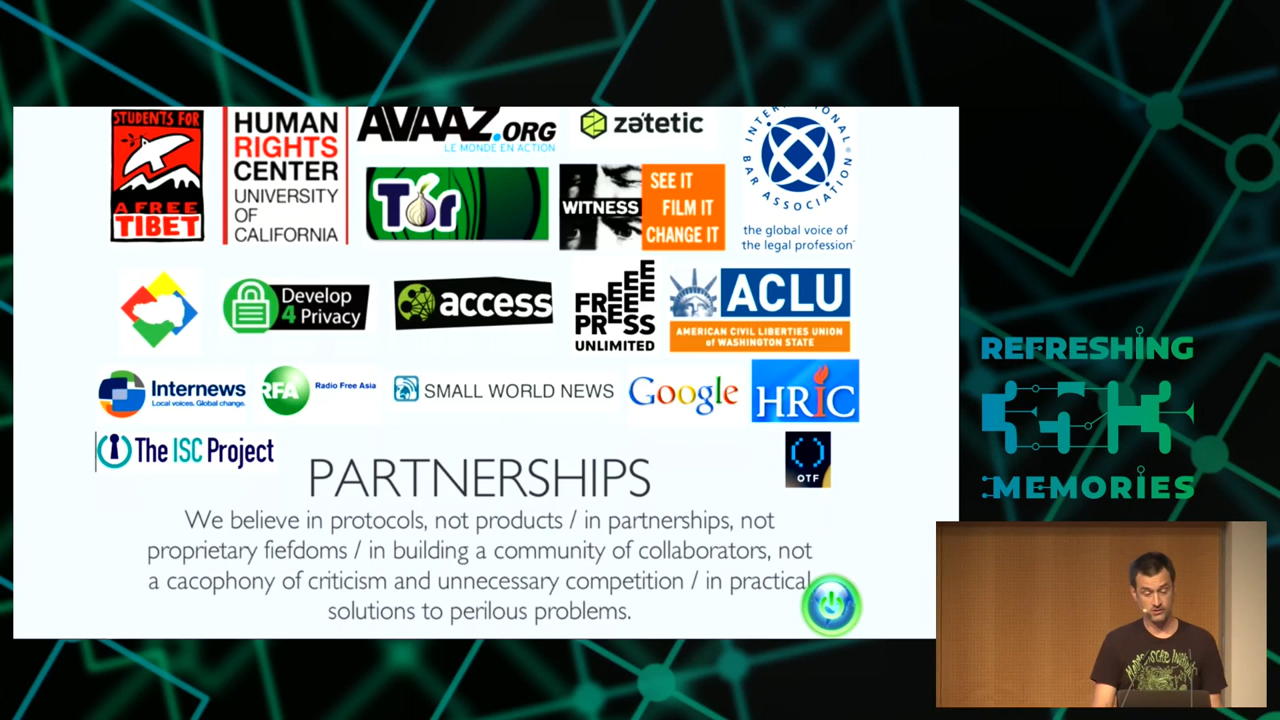 STUDENTS FOR
A FREE
TIBET
HUMAN
RIGHTS
CENTER
UNIVERSITY
OF
CALIFORNIA
AVAAZ.ORG
LE MONDE EN ACTION
zətetic
Tor
WITNESS
SEE IT
FILM IT
CHANGE IT
INTERNATIONAL
BAR ASSOCIATION
the global voice of
the legal profession®
Develop
4 Privacy
access
FREEEEE
PRESS
UNLIMITED
ACLU
AMERICAN CIVIL LIBERTIES UNION
of WASHINGTON STATE
Internews
Local voices. Global change.
RFA
Radio Free Asia
SMALL WORLD NEWS
Google
HRIC
The ISC Project
OTF
PARTNERSHIPS
We believe in protocols, not products / in partnerships, not
proprietary fiefdoms / in building a community of collaborators, not
a cacophony of criticism and unnecessary competition / in practical
solutions to perilous problems.
REFRESHING
MEMORIES